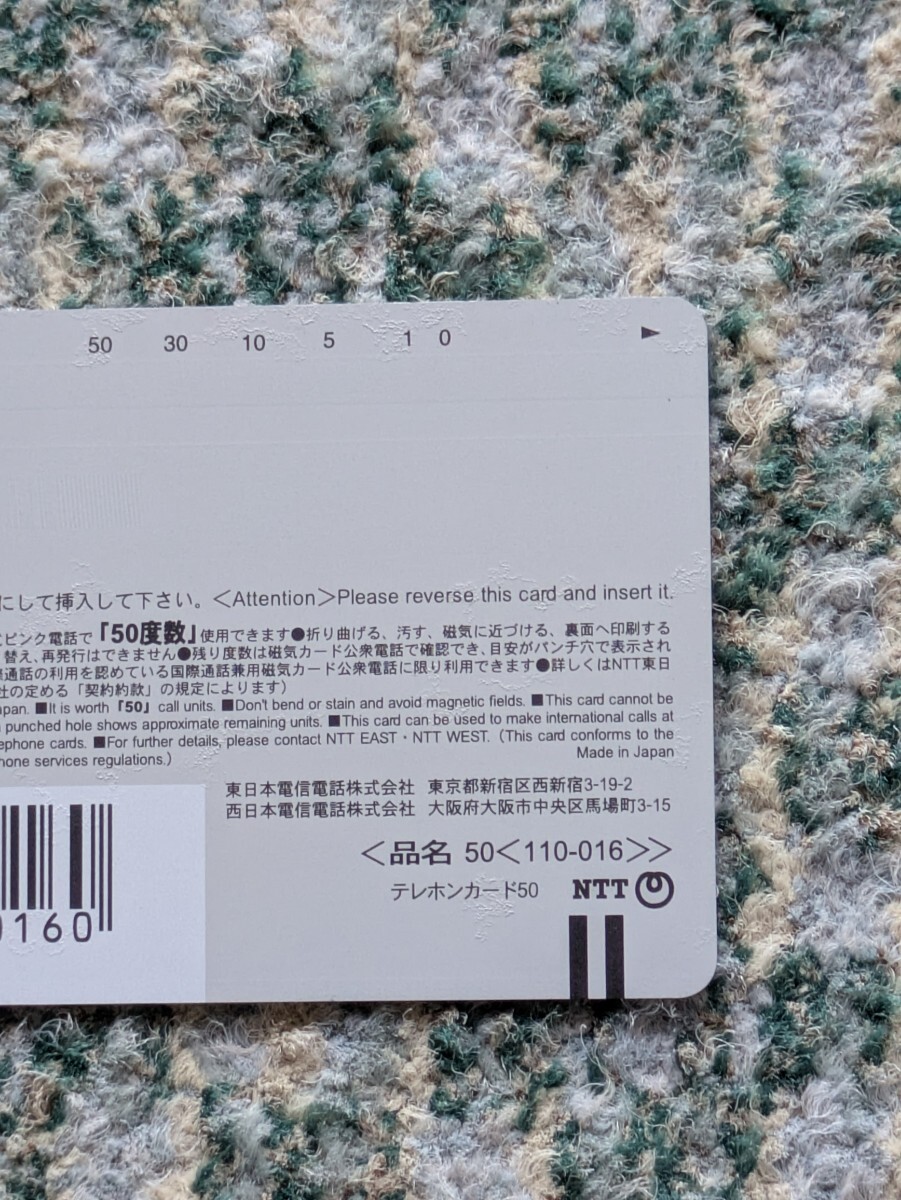 50 30 10 5 1 0 ▶
にして挿入して下さい。<Attention>Please reverse this card and insert it.
ピンク電話で「50度数」使用できます●折り曲げる、汚す、磁気に近づける、裏面へ印刷する
替え、再発行はできません●残り度数は磁気カード公衆電話で確認でき、目安がパンチ穴で表示され
通話の利用を認めている国際通話兼用磁気カード公衆電話に限り利用できます●詳しくはNTT東日
社の定める「契約約款」の規定によります)
apan. ■It is worth「50」call units. ■Don't bend or stain and avoid magnetic fields. ■This card cannot be
punched hole shows approximate remaining units. ■This card can be used to make international calls at
ephone cards. ■For further details, please contact NTT EAST・NTT WEST. (This card conforms to the
hone services regulations.) Made in Japan
東日本電信電話株式会社 東京都新宿区西新宿3-19-2
西日本電信電話株式会社 大阪府大阪市中央区馬場町3-15
<品名 50<110-016>>
テレホンカード50 NTT
0160